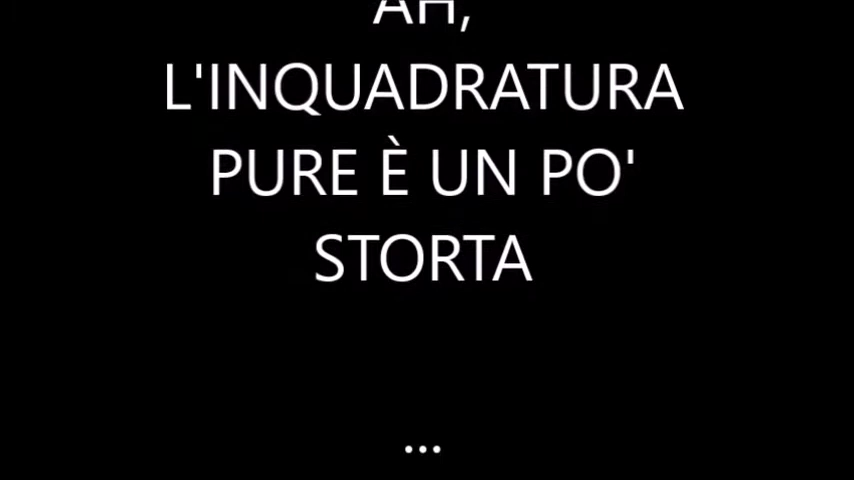 AH,
L'INQUADRATURA
PURE È UN PO'
STORTA
...